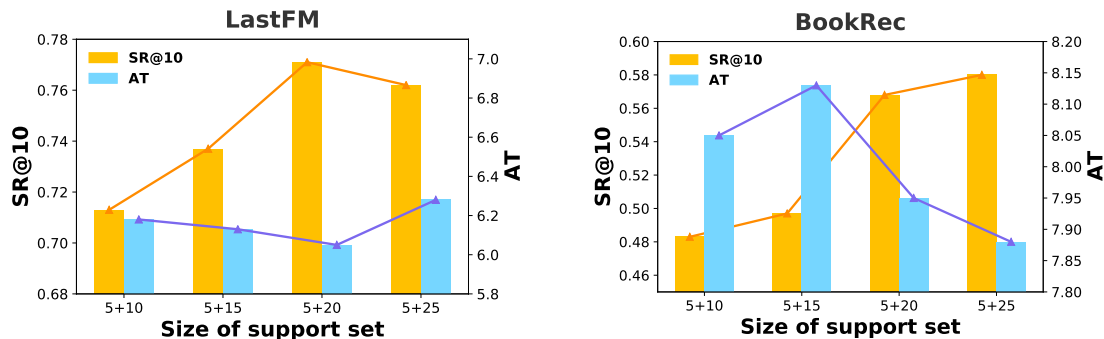 LastFM
SR@10
AT
0.78
0.76
0.74
0.72
0.70
0.68
SR@10
7.0
6.8
6.6
6.4
6.2
6.0
5.8
AT
5+10 5+15 5+20 5+25
Size of support set
BookRec
SR@10
AT
0.60
0.58
0.56
0.54
0.52
0.50
0.48
0.46
SR@10
8.20
8.15
8.10
8.05
8.00
7.95
7.90
7.85
7.80
AT
5+10 5+15 5+20 5+25
Size of support set